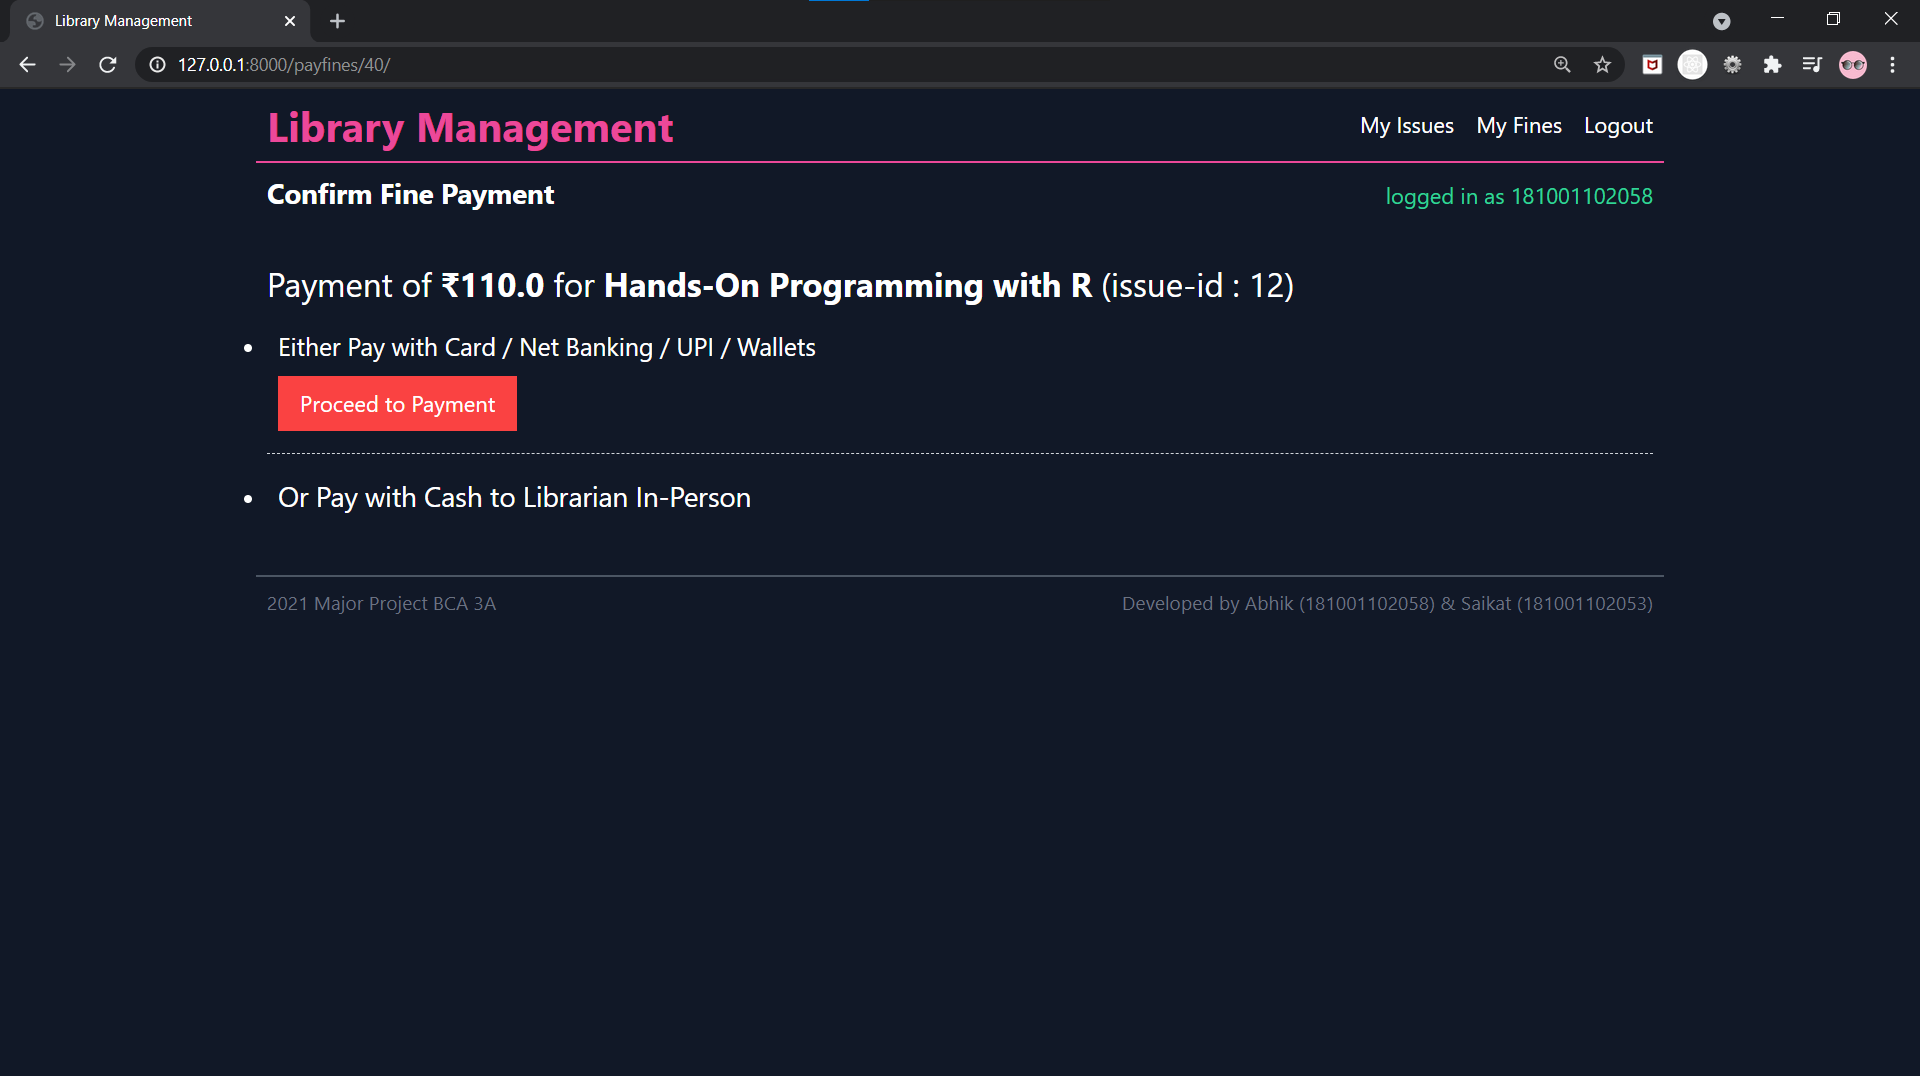 Library Management
127.0.0.1:8000/payfines/40/
Library Management
My Issues My Fines Logout
Confirm Fine Payment
logged in as 181001102058
Payment of ₹110.0 for Hands-On Programming with R (issue-id : 12)
Either Pay with Card / Net Banking / UPI / Wallets
Proceed to Payment
Or Pay with Cash to Librarian In-Person
2021 Major Project BCA 3A
Developed by Abhik (181001102058) & Saikat (181001102053)